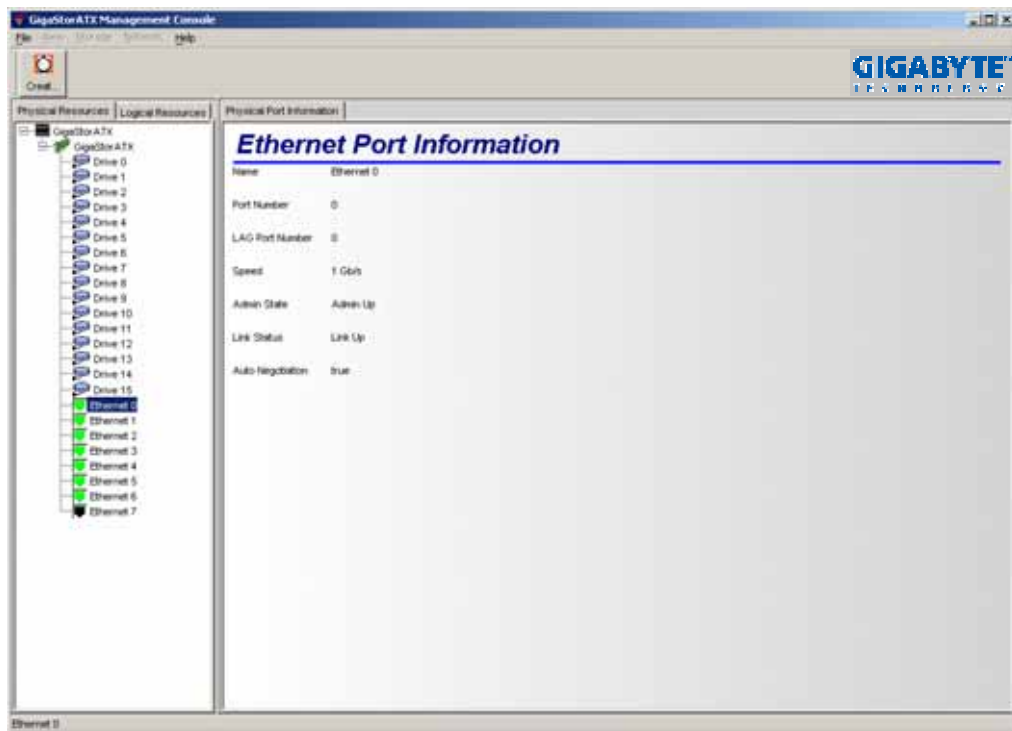 GigaStorATX Management Console
File View Storage Network Help
GIGABYTE
TECHNOLOGY
Creat...
Physical Resources Logical Resources Physical Port Information
GigaStorATX
GigaStorATX
Drive 0
Drive 1
Drive 2
Drive 3
Drive 4
Drive 5
Drive 6
Drive 7
Drive 8
Drive 9
Drive 10
Drive 11
Drive 12
Drive 13
Drive 14
Drive 15
Ethernet 0
Ethernet 1
Ethernet 2
Ethernet 3
Ethernet 4
Ethernet 5
Ethernet 6
Ethernet 7
Ethernet Port Information
Name Ethernet 0
Port Number 0
LAG Port Number 0
Speed 1 Gb/s
Admin State Admin Up
Link Status Link Up
Auto Negotiation true
Ethernet 0